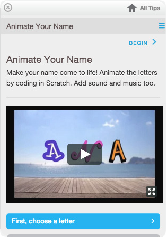 All Tips
Animate Your Name
BEGIN
Animate Your Name
Make your name come to life! Animate the letters
by coding in Scratch. Add sound and music too.
A A
First, choose a letter